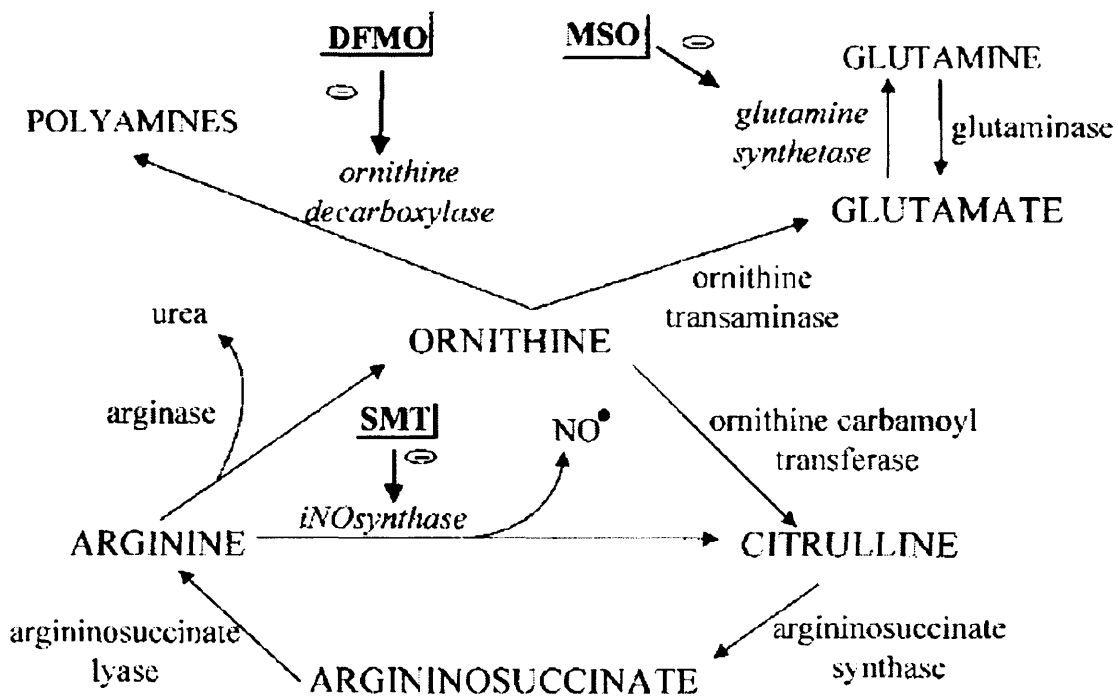 DFMO
MSO
⊖
GLUTAMINE
⊖
POLYAMINES
glutamine
synthetase
glutaminase
ornithine
decarboxylase
GLUTAMATE
ornithine
transaminase
urea
ORNITHINE
arginase
SMT
NO•
ornithine carbamoyl
transferase
⊖
iNOsynthase
ARGININE
CITRULLINE
argininosuccinate
lyase
argininosuccinate
synthase
ARGININOSUCCINATE